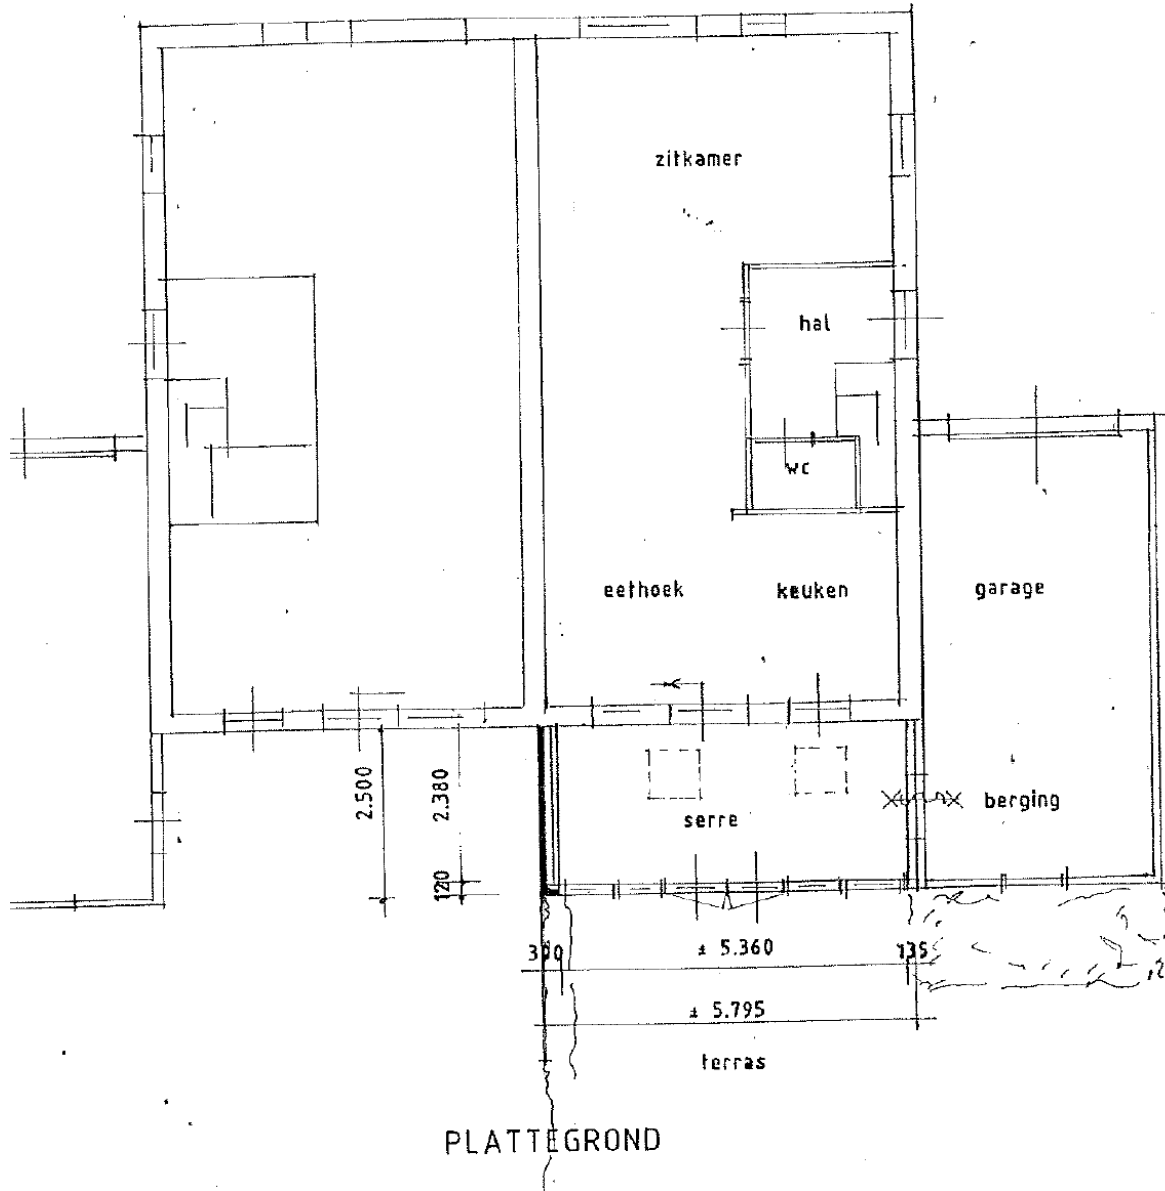 zitkamer
hal
wc
eethoek
keuken
garage
2.500
2.380
120
serre
berging
300
± 5.360
135
± 5.795
terras
PLATTEGROND